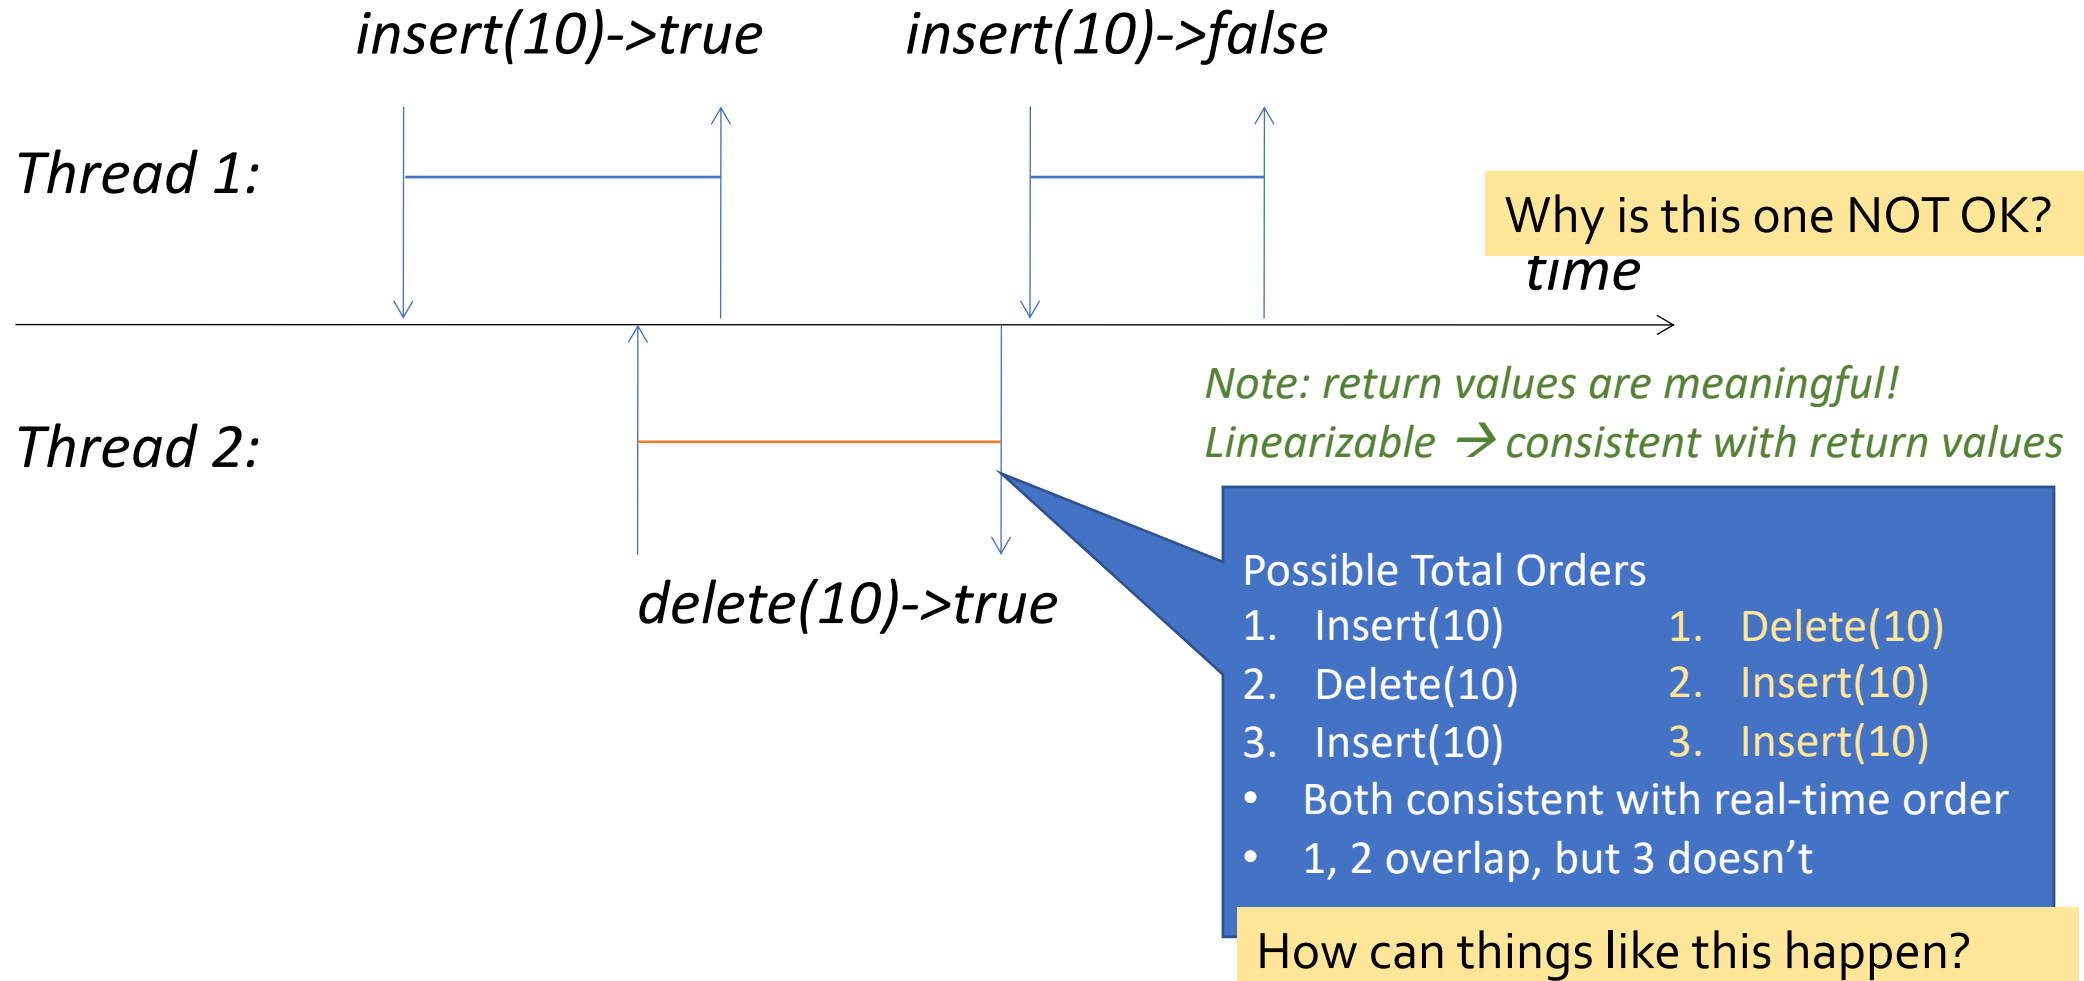 insert(10)->true
insert(10)->false
Thread 1:
Why is this one NOT OK?
time
Note: return values are meaningful!
Linearizable → consistent with return values
Thread 2:
delete(10)->true
Possible Total Orders
1. Insert(10)
2. Delete(10)
3. Insert(10)
1. Delete(10)
2. Insert(10)
3. Insert(10)
• Both consistent with real-time order
• 1, 2 overlap, but 3 doesn’t
How can things like this happen?